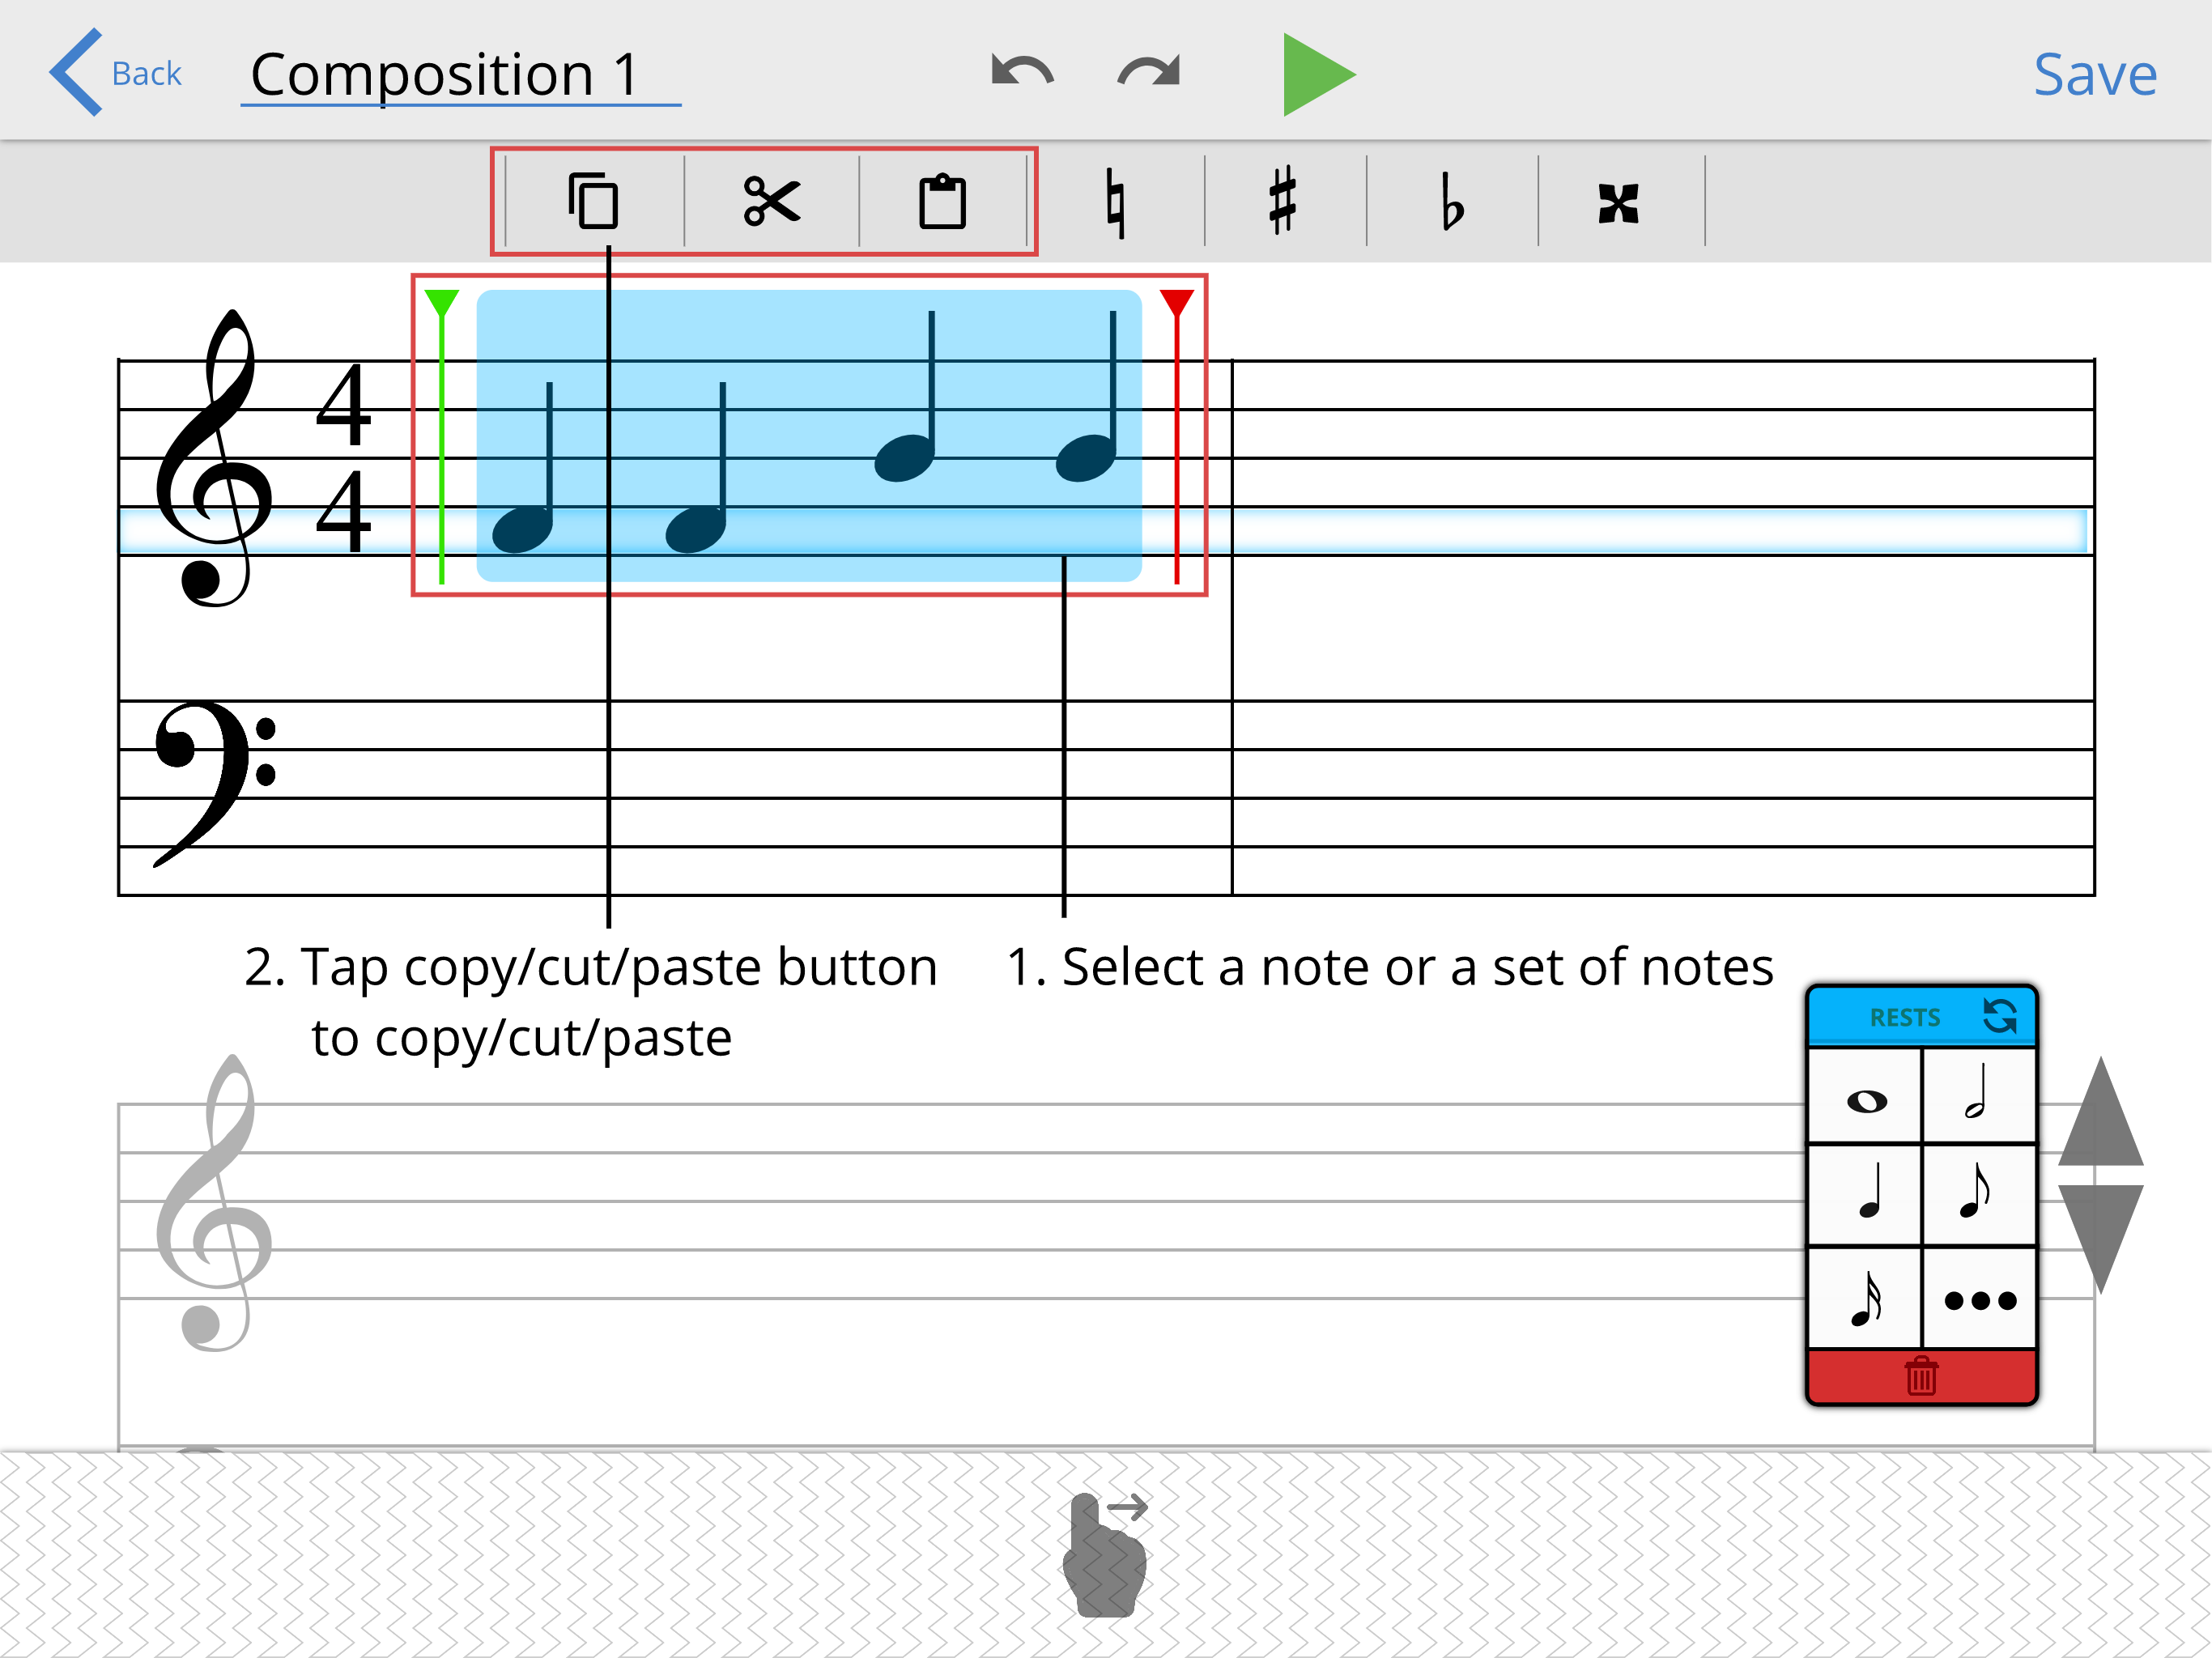 Back
Composition 1
Save
4
4
2. Tap copy/cut/paste button
to copy/cut/paste
1. Select a note or a set of notes
RESTS